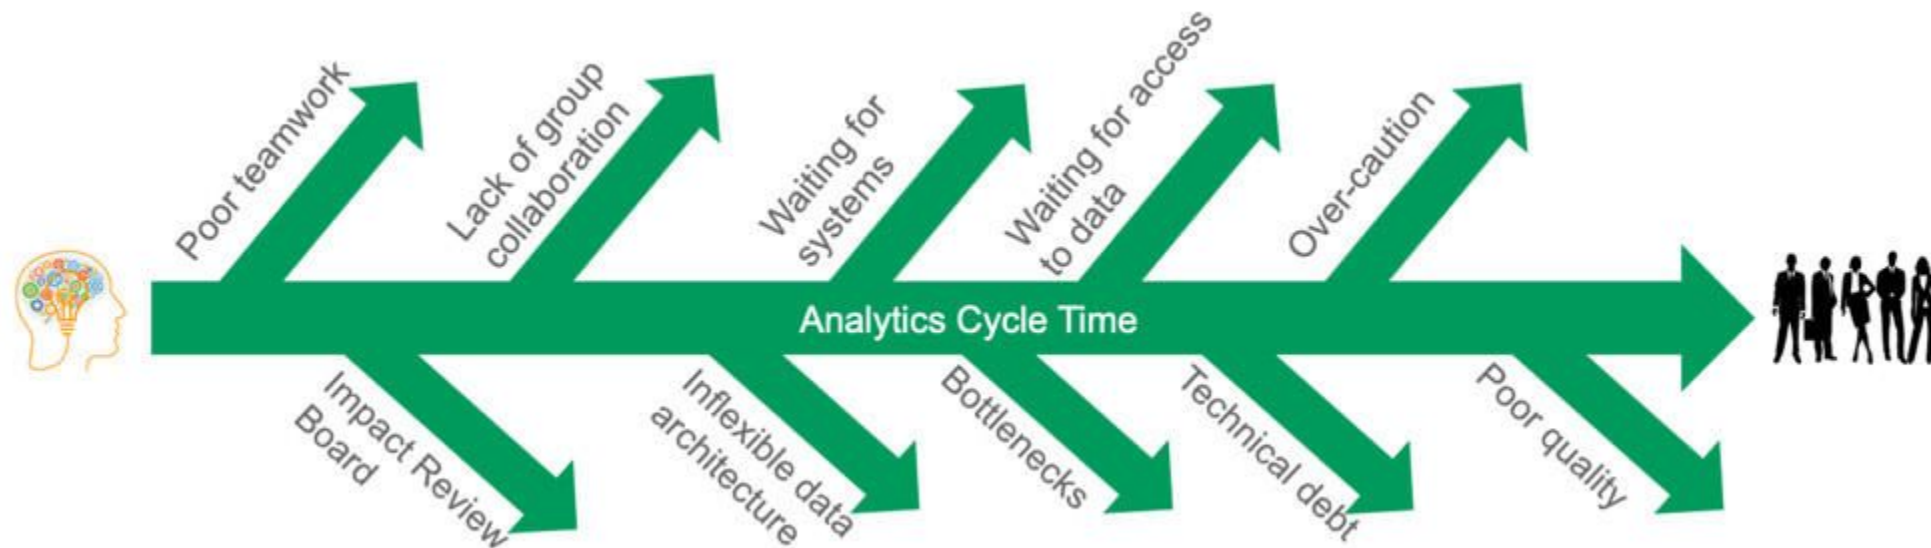 Poor teamwork
Lack of group
collaboration
Waiting for
systems
Waiting for access
to data
Over-caution
Analytics Cycle Time
Impact Review
Board
Inflexible data
architecture
Bottlenecks
Technical debt
Poor quality